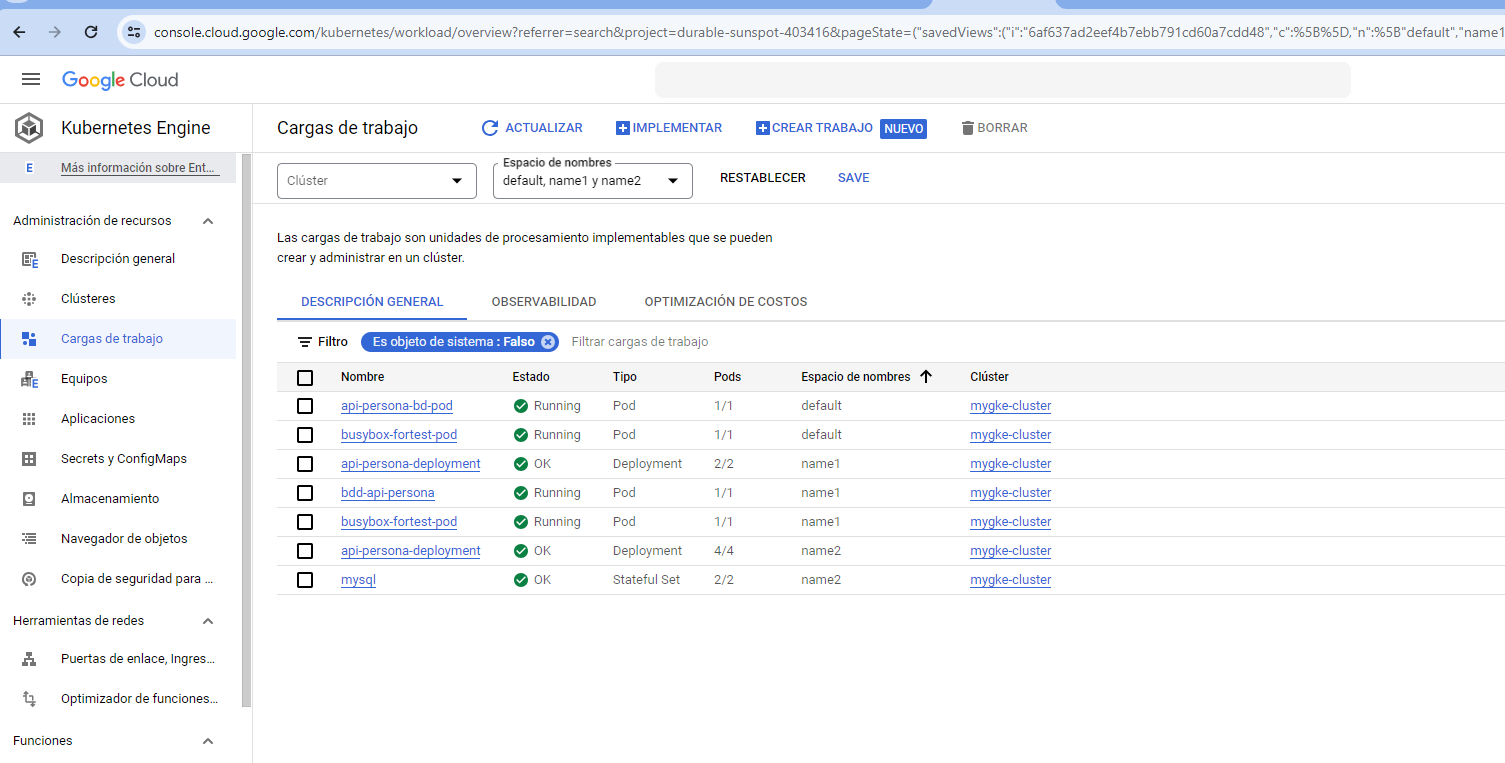 console.cloud.google.com/kubernetes/workload/overview?referrer=search&project=durable-sunspot-403416&pageState=("savedViews":("i":"6af637ad2eef4b7ebb791cd60a7cdd48","c":%5B%5D,"n":%5B"default","name1
Google Cloud
Kubernetes Engine
Cargas de trabajo
ACTUALIZAR
IMPLEMENTAR
CREAR TRABAJO NUEVO
BORRAR
E Más información sobre Ent...
Clúster
Espacio de nombres
default, name1 y name2
RESTABLECER
SAVE
Administración de recursos
Descripción general
Clústeres
Cargas de trabajo
Equipos
Aplicaciones
Secrets y ConfigMaps
Almacenamiento
Navegador de objetos
Copia de seguridad para ...
Herramientas de redes
Puertas de enlace, Ingres...
Optimizador de funciones...
Funciones
Las cargas de trabajo son unidades de procesamiento implementables que se pueden
crear y administrar en un clúster.
DESCRIPCIÓN GENERAL OBSERVABILIDAD OPTIMIZACIÓN DE COSTOS
Filtro Es objeto de sistema : Falso Filtrar cargas de trabajo
Nombre Estado Tipo Pods Espacio de nombres Clúster
api-persona-bd-pod Running Pod 1/1 default mygke-cluster
busybox-fortest-pod Running Pod 1/1 default mygke-cluster
api-persona-deployment OK Deployment 2/2 name1 mygke-cluster
bdd-api-persona Running Pod 1/1 name1 mygke-cluster
busybox-fortest-pod Running Pod 1/1 name1 mygke-cluster
api-persona-deployment OK Deployment 4/4 name2 mygke-cluster
mysql OK Stateful Set 2/2 name2 mygke-cluster